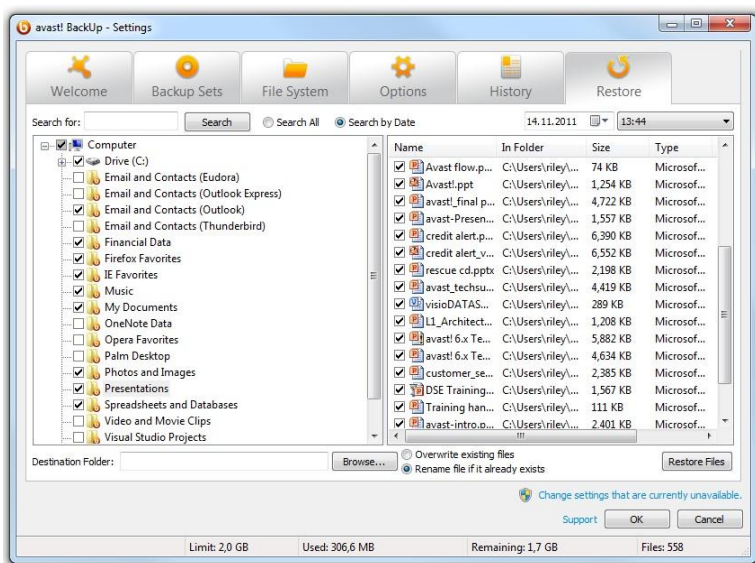 avast! BackUp - Settings
Welcome
Backup Sets
File System
Options
History
Restore
Search for:
Search
Search All
Search by Date
14.11.2011
13:44
Computer
Drive (C:)
Email and Contacts (Eudora)
Email and Contacts (Outlook Express)
Email and Contacts (Outlook)
Email and Contacts (Thunderbird)
Financial Data
Firefox Favorites
IE Favorites
Music
My Documents
OneNote Data
Opera Favorites
Palm Desktop
Photos and Images
Presentations
Spreadsheets and Databases
Video and Movie Clips
Visual Studio Projects
Name In Folder Size Type
Avast flow.p... C:\Users\riley\... 74 KB Microsof...
Avast!.ppt C:\Users\riley\... 1,254 KB Microsof...
avast!_final p... C:\Users\riley\... 4,722 KB Microsof...
avast-Presen... C:\Users\riley\... 1,557 KB Microsof...
credit alert.p... C:\Users\riley\... 6,390 KB Microsof...
credit alert_v... C:\Users\riley\... 6,552 KB Microsof...
rescue cd.pptx C:\Users\riley\... 2,198 KB Microsof...
avast_techsu... C:\Users\riley\... 4,419 KB Microsof...
visioDATAS... C:\Users\riley\... 289 KB Microsof...
L1_Architect... C:\Users\riley\... 1,208 KB Microsof...
avast! 6.x Te... C:\Users\riley\... 5,882 KB Microsof...
avast! 6.x Te... C:\Users\riley\... 4,634 KB Microsof...
customer_se... C:\Users\riley\... 2,385 KB Microsof...
DSE Training... C:\Users\riley\... 1,567 KB Microsof...
Training han... C:\Users\riley\... 111 KB Microsof...
avast-intro.p... C:\Users\riley\... 2.401 KB Microsof...
Destination Folder:
Browse...
Overwrite existing files
Rename file if it already exists
Restore Files
Change settings that are currently unavailable.
Support
OK
Cancel
Limit: 2,0 GB
Used: 306,6 MB
Remaining: 1,7 GB
Files: 558